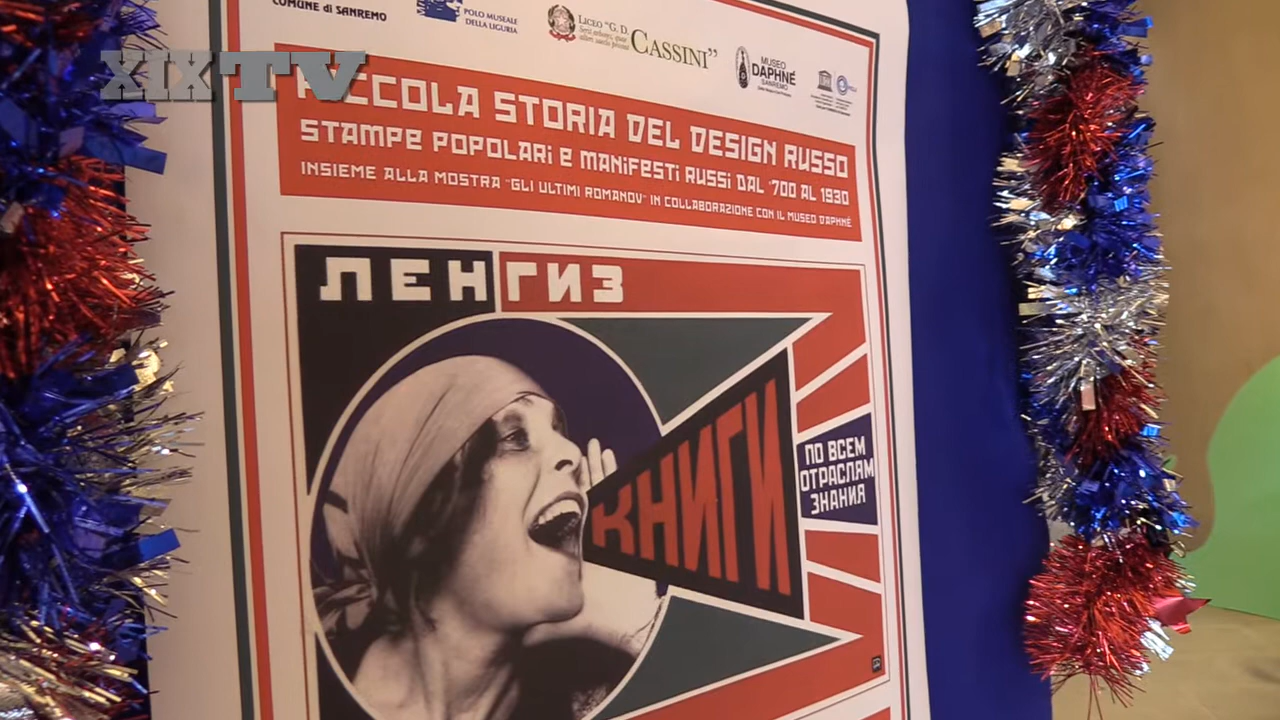 COMUNE di SANREMO
POLO MUSEALE
DELLA LIGURIA
LICEO "G. D.
CASSINI"
MUSEO
DAPHNÉ
SANREMO
XIXTV
PICCOLA STORIA DEL DESIGN RUSSO
STAMPE POPOLARi E MANiFESTi RUSSi DAL '700 AL 1930
INSIEME ALLA MOSTRA "GLI ULTIMI ROMANOV" IN COLLABORAZIONE CON IL MUSEO DAPHNÉ
ЛЕНГИЗ
КНИГИ
ПО ВСЕМ
ОТРАСЛЯМ
ЗНАНИЯ